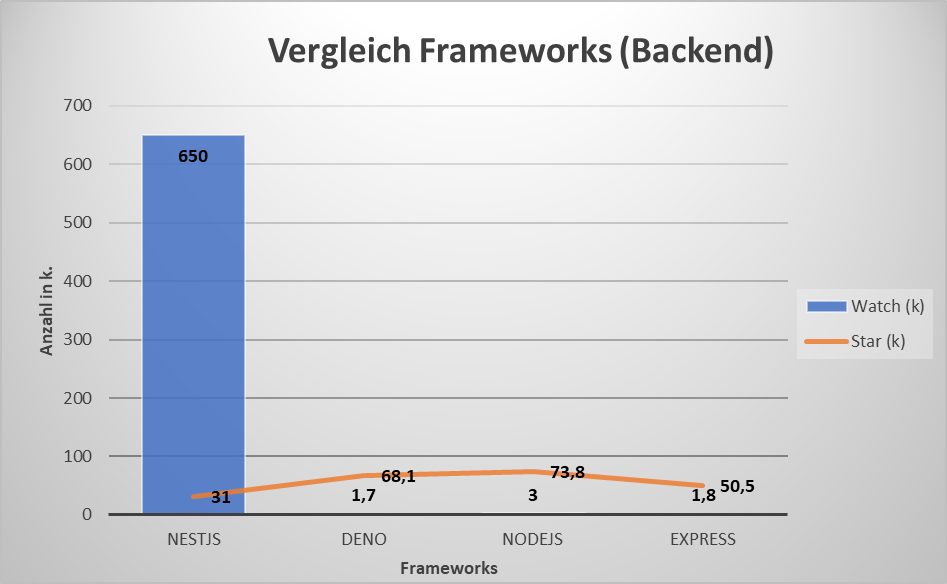 Vergleich Frameworks (Backend)
700
600
500
400
300
200
100
0
Anzahl in k.
650
31
68,1
73,8
50,5
1,7
3
1,8
NESTJS
DENO
NODEJS
EXPRESS
Frameworks
Watch (k)
Star (k)